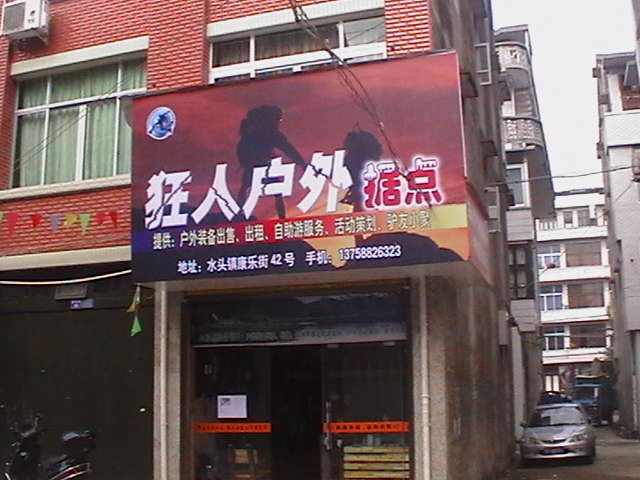 狂人户外据点
提供：户外装备出售、出租、自助游服务、活动策划、驴友小聚
地址：水头镇康乐街42号 手机：13758826323